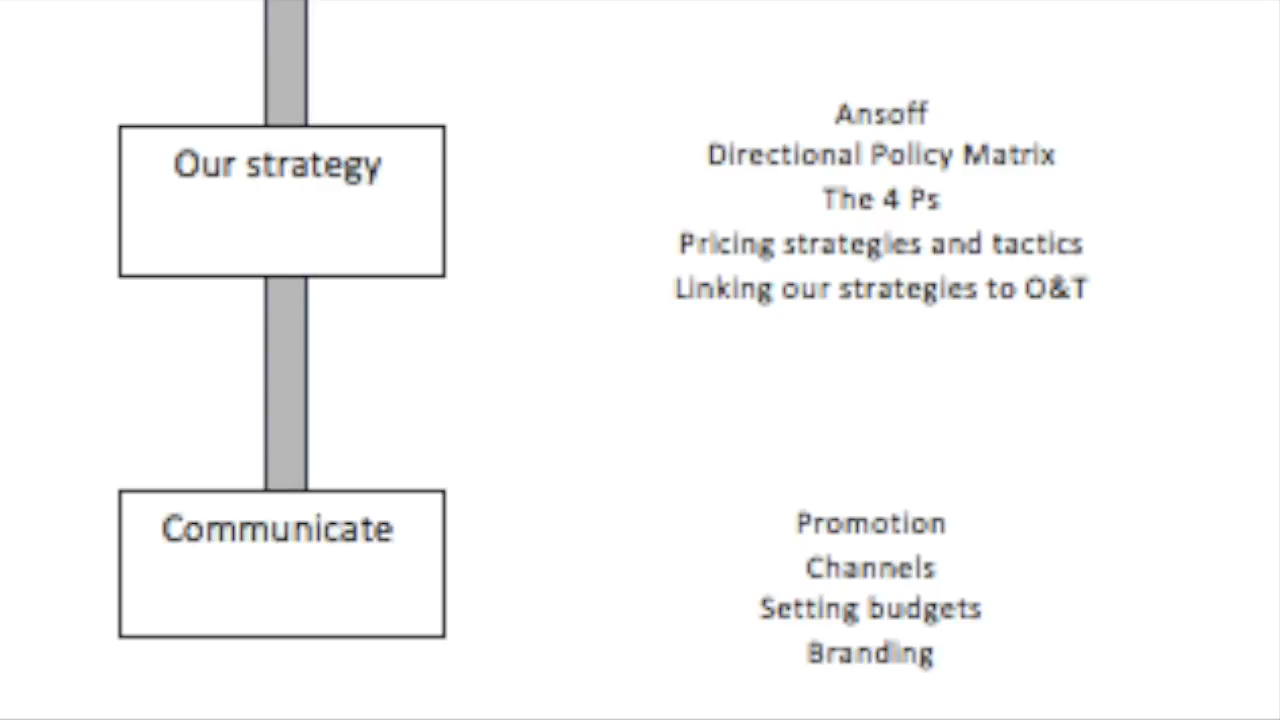 Our strategy
Ansoff
Directional Policy Matrix
The 4 Ps
Pricing strategies and tactics
Linking our strategies to O&T
Communicate
Promotion
Channels
Setting budgets
Branding